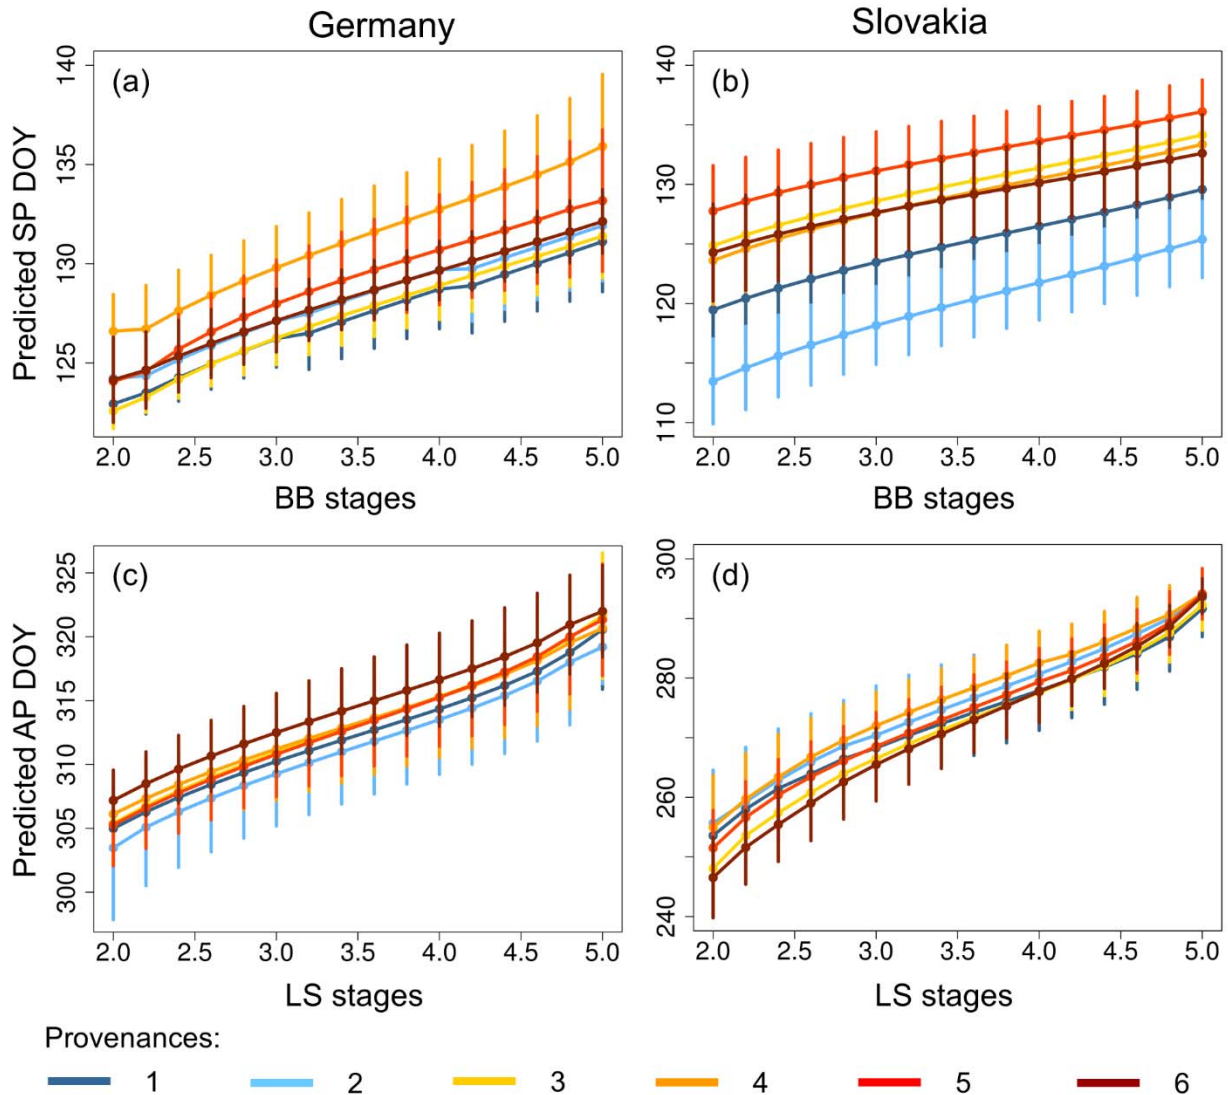 Germany
Slovakia
Predicted SP DOY
140
135
130
125
(a)
2.0 2.5 3.0 3.5 4.0 4.5 5.0
BB stages
140
130
120
110
(b)
2.0 2.5 3.0 3.5 4.0 4.5 5.0
BB stages
Predicted AP DOY
325
320
315
310
305
300
(c)
2.0 2.5 3.0 3.5 4.0 4.5 5.0
LS stages
300
280
260
240
(d)
2.0 2.5 3.0 3.5 4.0 4.5 5.0
LS stages
Provenances:
1 2 3 4 5 6